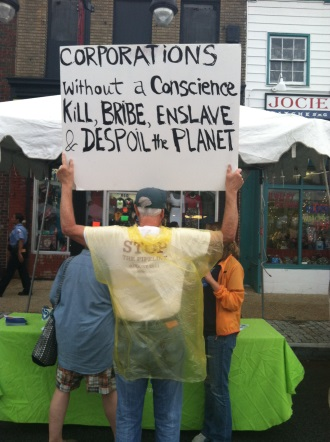 CORPORATIONS
Without a Conscience
KILL, BRIBE, ENSLAVE
& DESPOIL the PLANET
JOCIE
STOP